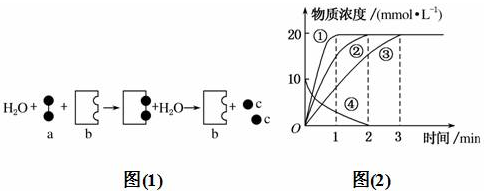 物质浓度/(mmol•L⁻¹)
20
10
O
①
②
③
④
1
2
3
时间/min
H₂O+ a + b → +H₂O → b + c c
图(1)
图(2)